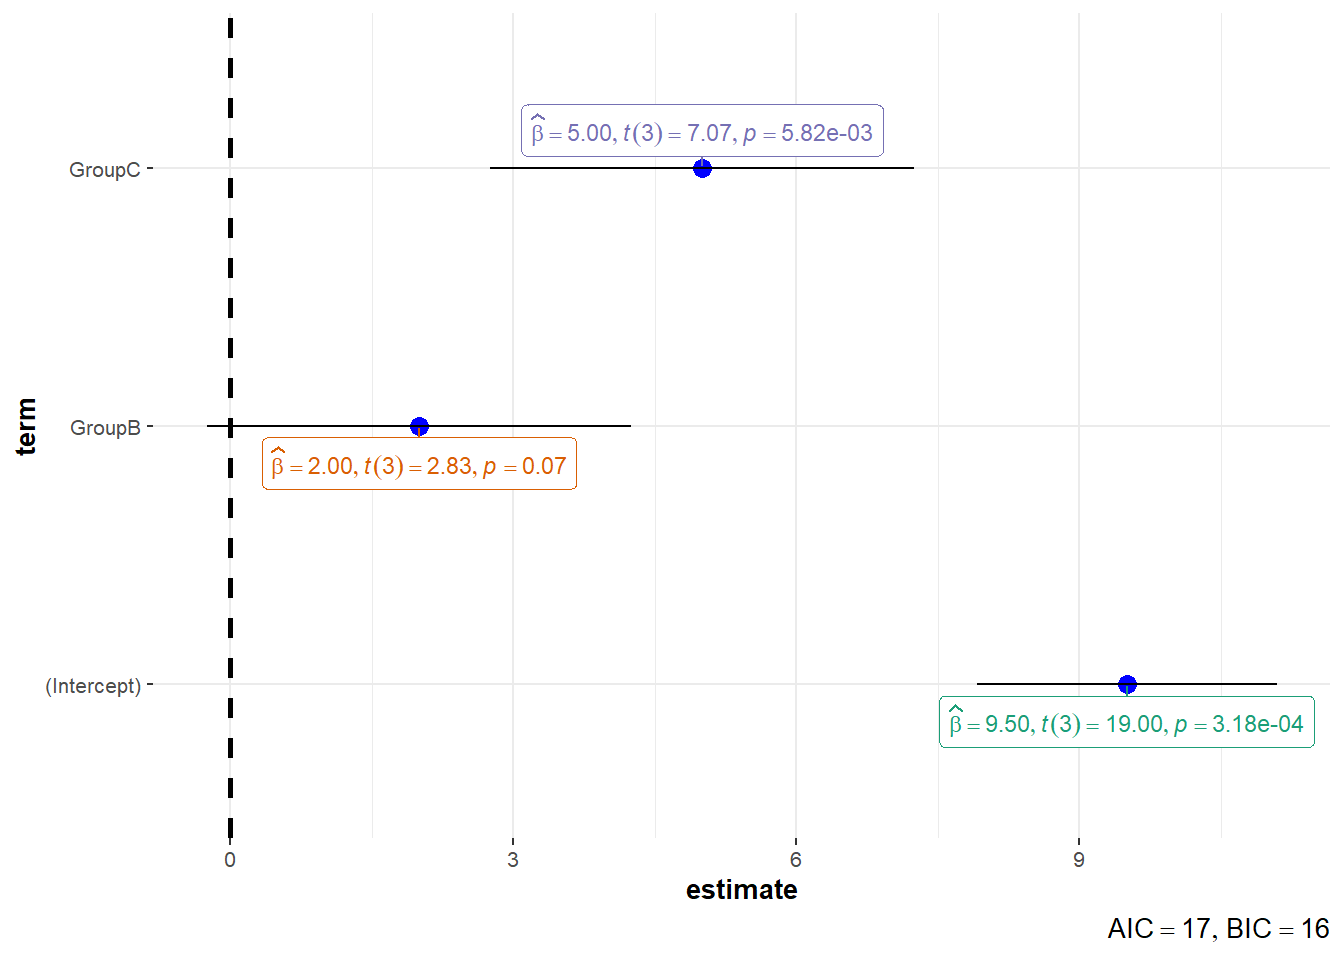 β̂ = 5.00, t(3) = 7.07, p = 5.82e-03
GroupC
term
GroupB
β̂ = 2.00, t(3) = 2.83, p = 0.07
(Intercept)
β̂ = 9.50, t(3) = 19.00, p = 3.18e-04
0 3 6 9
estimate
AIC = 17, BIC = 16